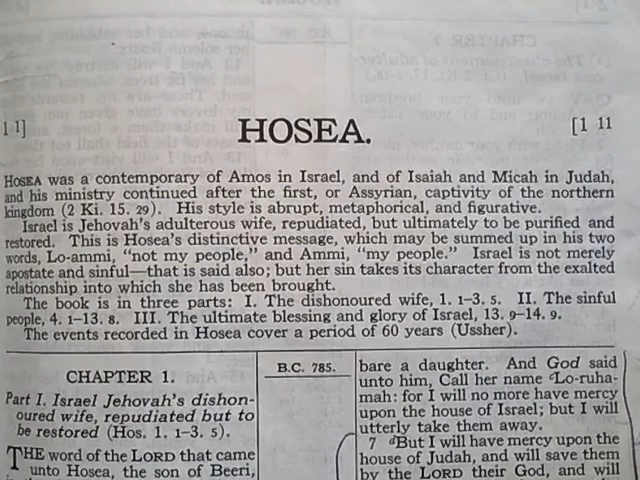 1 1]
HOSEA.
[1 11
HOSEA was a contemporary of Amos in Israel, and of Isaiah and Micah in Judah,
and his ministry continued after the first, or Assyrian, captivity of the northern
kingdom (2 Ki. 15. 29). His style is abrupt, metaphorical, and figurative.
Israel is Jehovah's adulterous wife, repudiated, but ultimately to be purified and
restored. This is Hosea's distinctive message, which may be summed up in his two
words, Lo-ammi, "not my people," and Ammi, "my people." Israel is not merely
apostate and sinful—that is said also; but her sin takes its character from the exalted
relationship into which she has been brought.
The book is in three parts: I. The dishonoured wife, 1. 1-3. 5. II. The sinful
people, 4. 1-13. 8. III. The ultimate blessing and glory of Israel, 13. 9-14. 9.
The events recorded in Hosea cover a period of 60 years (Ussher).
CHAPTER 1.
Part I. Israel Jehovah's dishon-
oured wife, repudiated but to
be restored (Hos. 1. 1-3. 5).
THE word of the LORD that came
unto Hosea, the son of Beeri,
B.C. 785.
bare a daughter. And God said
unto him, Call her name cLo-ruha-
mah: for I will no more have mercy
upon the house of Israel; but I will
utterly take them away.
7 dBut I will have mercy upon the
house of Judah, and will save them
by the LORD their God, and will